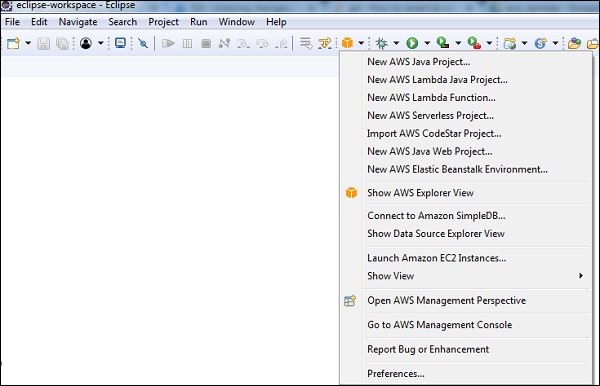 eclipse-workspace - Eclipse
File Edit Navigate Search Project Run Window Help
New AWS Java Project...
New AWS Lambda Java Project...
New AWS Lambda Function...
New AWS Serverless Project...
Import AWS CodeStar Project...
New AWS Java Web Project...
New AWS Elastic Beanstalk Environment...
Show AWS Explorer View
Connect to Amazon SimpleDB...
Show Data Source Explorer View
Launch Amazon EC2 Instances...
Show View
Open AWS Management Perspective
Go to AWS Management Console
Report Bug or Enhancement
Preferences...